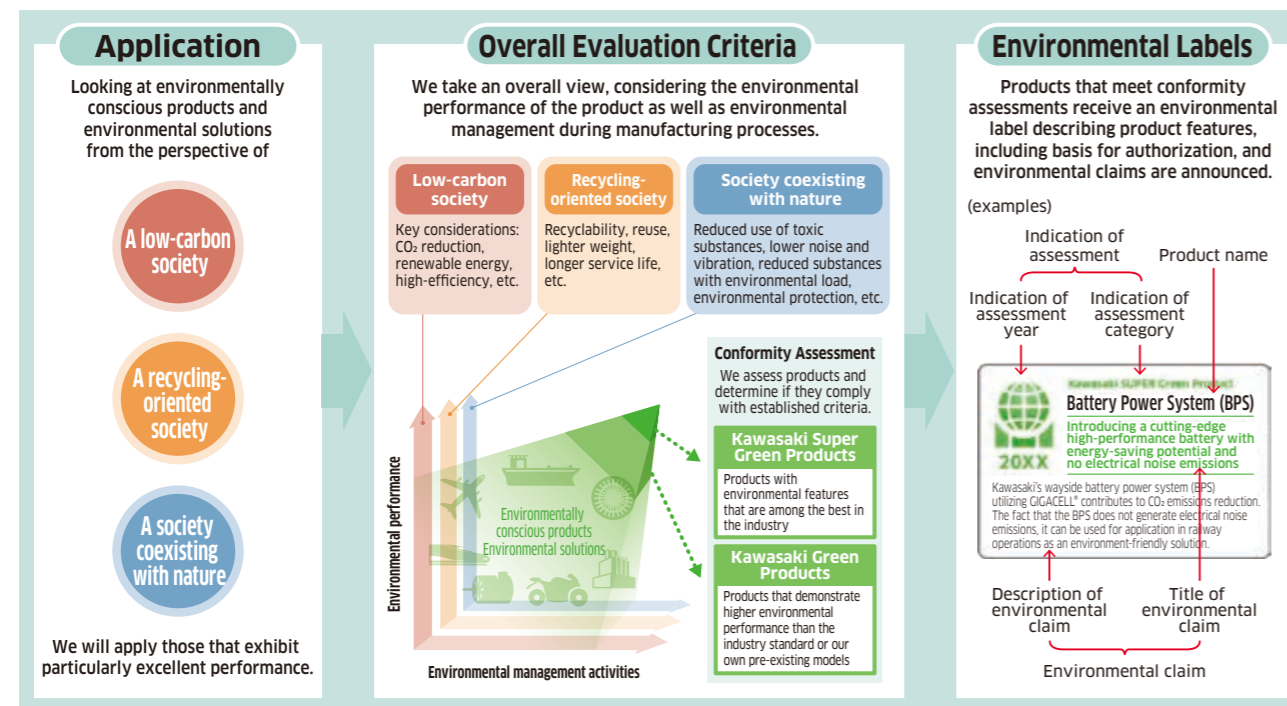 Application
Looking at environmentally
conscious products and
environmental solutions
from the perspective of
A low-carbon
society
A recycling-
oriented
society
A society
coexisting
with nature
We will apply those that exhibit
particularly excellent performance.
Overall Evaluation Criteria
We take an overall view, considering the environmental
performance of the product as well as environmental
management during manufacturing processes.
Low-carbon
society
Key considerations:
CO₂ reduction,
renewable energy,
high-efficiency, etc.
Recycling-
oriented society
Recyclability, reuse,
lighter weight,
longer service life,
etc.
Society coexisting
with nature
Reduced use of toxic
substances, lower noise and
vibration, reduced substances
with environmental load,
environmental protection, etc.
Environmental performance
Environmentally
conscious products
Environmental solutions
Environmental management activities
Conformity Assessment
We assess products and
determine if they comply
with established criteria.
Kawasaki Super
Green Products
Products with
environmental features
that are among the best in
the industry
Kawasaki Green
Products
Products that demonstrate
higher environmental
performance than the
industry standard or our
own pre-existing models
Environmental Labels
Products that meet conformity
assessments receive an environmental
label describing product features,
including basis for authorization, and
environmental claims are announced.
(examples)
Indication of
assessment
Product name
Indication of
assessment
year
Indication of
assessment
category
Kawasaki SUPER Green Product
Battery Power System (BPS)
Introducing a cutting-edge
high-performance battery with
energy-saving potential and
no electrical noise emissions
20XX
Kawasaki's wayside battery power system (BPS)
utilizing GIGACELL® contributes to CO₂ emissions reduction.
The fact that the BPS does not generate electrical noise
emissions, it can be used for application in railway
operations as an environment-friendly solution.
Description of
environmental
claim
Title of
environmental
claim
Environmental claim